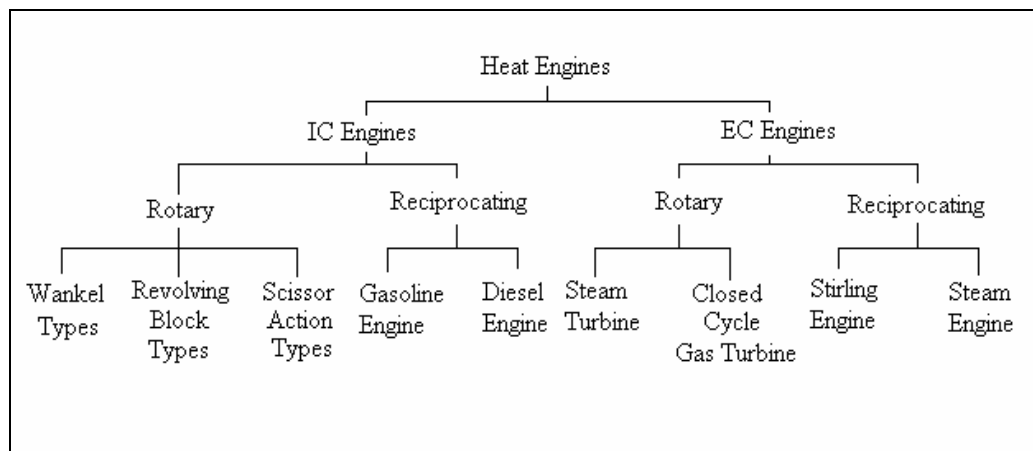 Heat Engines
IC Engines
EC Engines
Rotary
Reciprocating
Rotary
Reciprocating
Wankel
Types
Revolving
Block
Types
Scissor
Action
Types
Gasoline
Engine
Diesel
Engine
Steam
Turbine
Closed
Cycle
Gas Turbine
Stirling
Engine
Steam
Engine